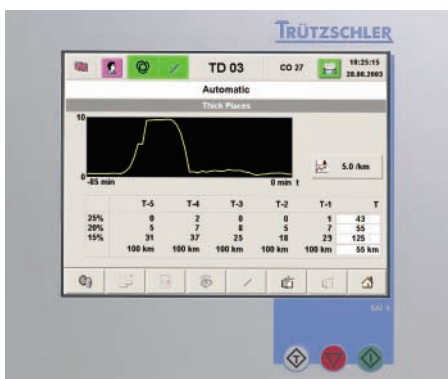 TRÜTZSCHLER
TD 03 CO 27 18:25:15
28.08.2003
Automatic
Thick Places
10
0
-85 min 0 min t
5.0 /km
T-5 T-4 T-3 T-2 T-1 T
25% 0 2 0 0 1 43
20% 5 7 8 5 7 55
15% 31 37 25 18 23 125
100 km 100 km 100 km 100 km 100 km 55 km
T